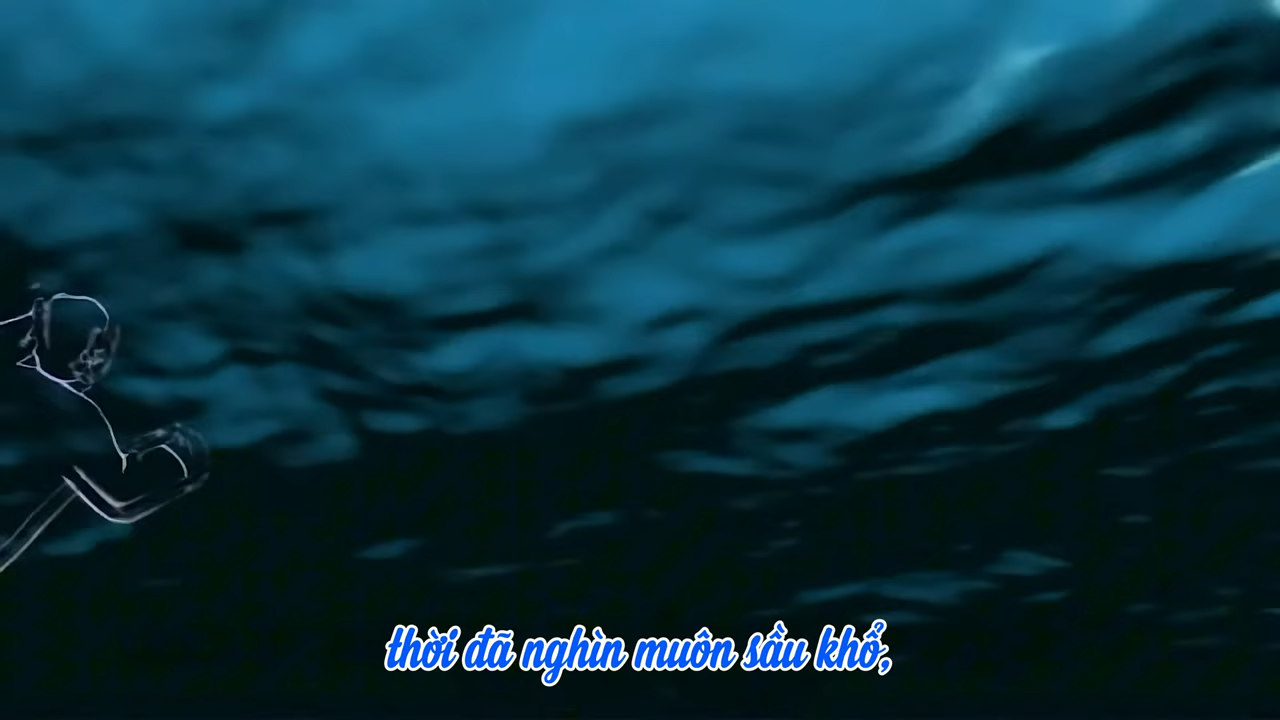 thời đã nghìn muôn sầu khổ,